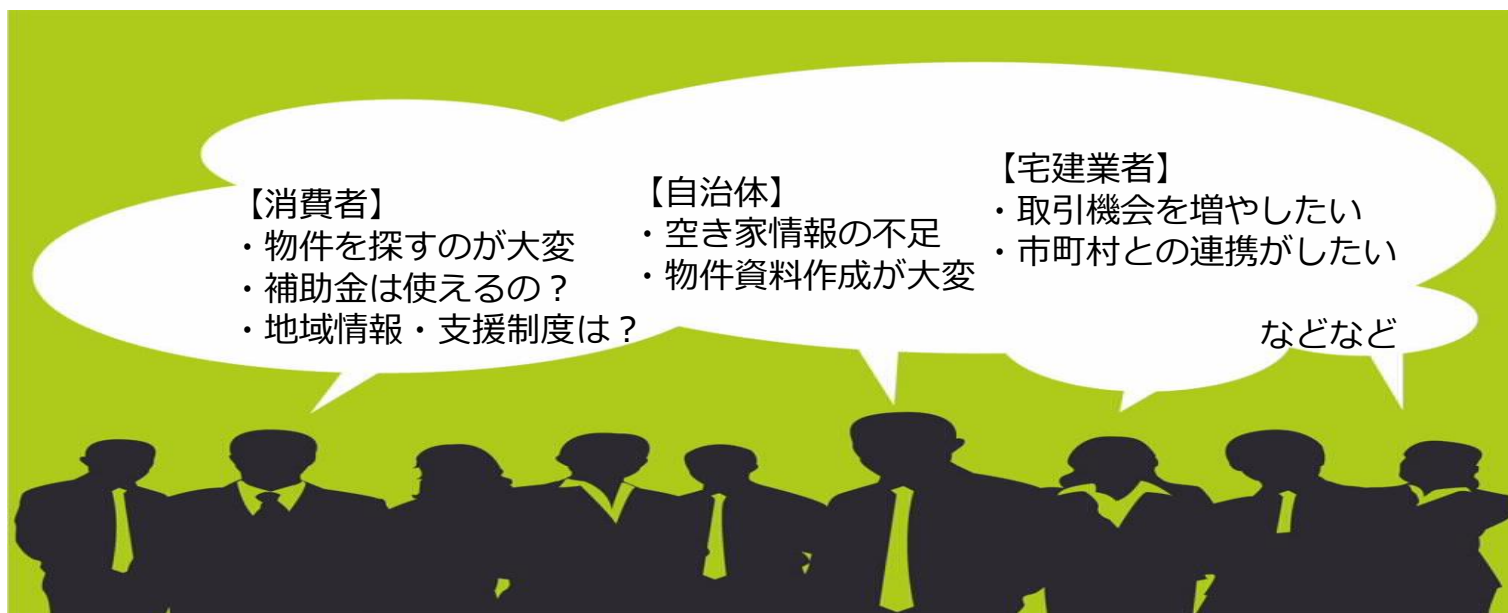 【消費者】
・物件を探すのが大変
・補助金は使えるの？
・地域情報・支援制度は？
【自治体】
・空き家情報の不足
・物件資料作成が大変
【宅建業者】
・取引機会を増やしたい
・市町村との連携がしたい
などなど